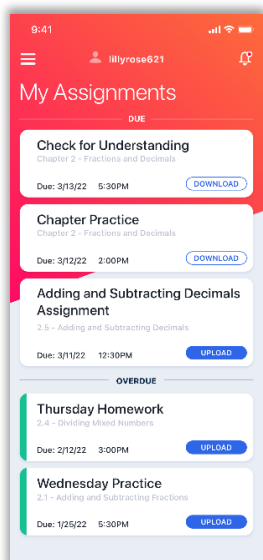 9:41
lillyrose621
My Assignments
DUE
Check for Understanding
Chapter 2 - Fractions and Decimals
Due: 3/13/22 5:30PM DOWNLOAD
Chapter Practice
Chapter 2 - Fractions and Decimals
Due: 3/12/22 2:00PM DOWNLOAD
Adding and Subtracting Decimals
Assignment
2.5 - Adding and Subtracting Decimals
Due: 3/11/22 12:30PM UPLOAD
OVERDUE
Thursday Homework
2.4 - Dividing Mixed Numbers
Due: 2/12/22 3:00PM UPLOAD
Wednesday Practice
2.1 - Adding and Subtracting Fractions
Due: 1/25/22 5:30PM UPLOAD